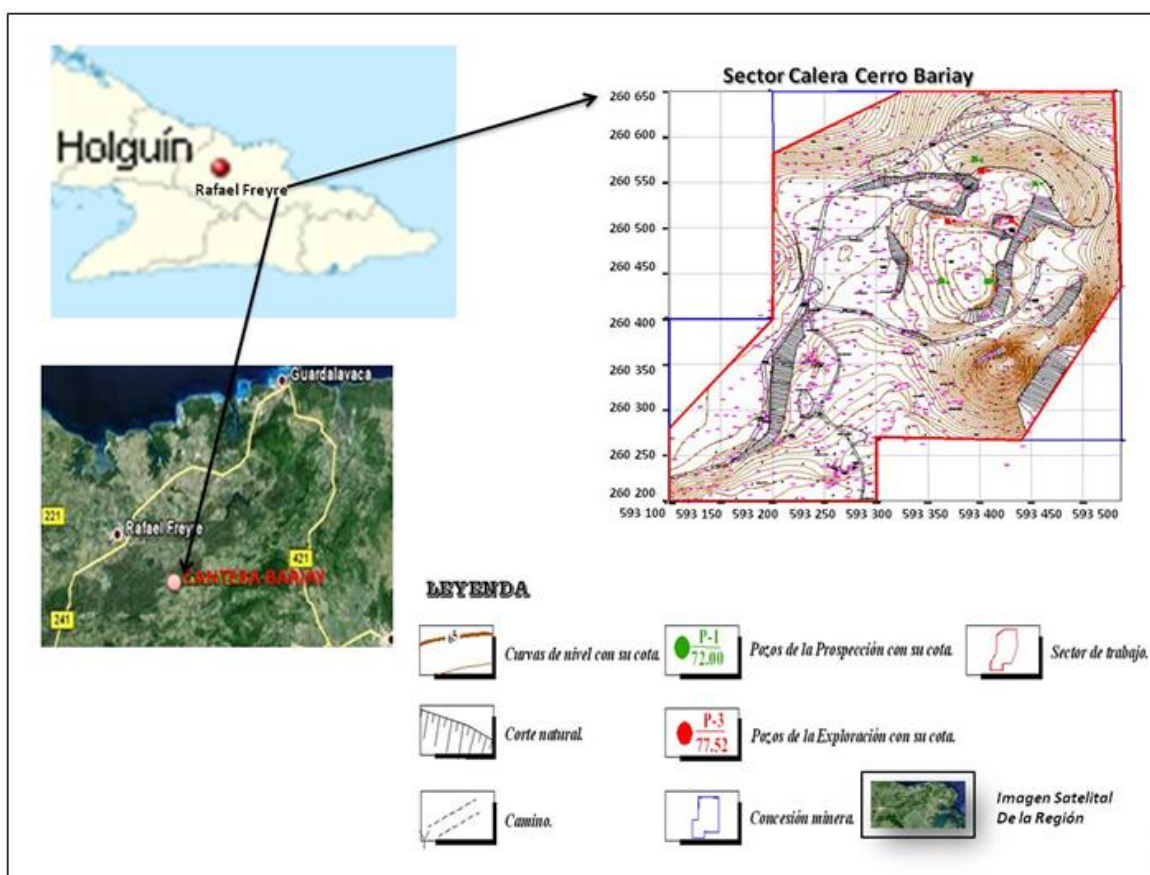 Holguín
Rafael Freyre
Sector Calera Cerro Bariay
260 650
260 600
260 550
260 500
260 450
260 400
260 350
260 300
260 250
260 200
593 100
593 150
593 200
593 250
593 300
593 350
593 400
593 450
593 500
Guardalavaca
221
Rafael Freyre
421
CANTERA BARIAY
241
LEYENDA
65
Curvas de nivel con su cota.
P-1
72.00
Pozos de la Prospección con su cota.
Sector de trabajo.
Corte natural.
P-3
77.52
Pozos de la Exploración con su cota.
Camino.
Concesión minera.
Imagen Satelital
De la Región